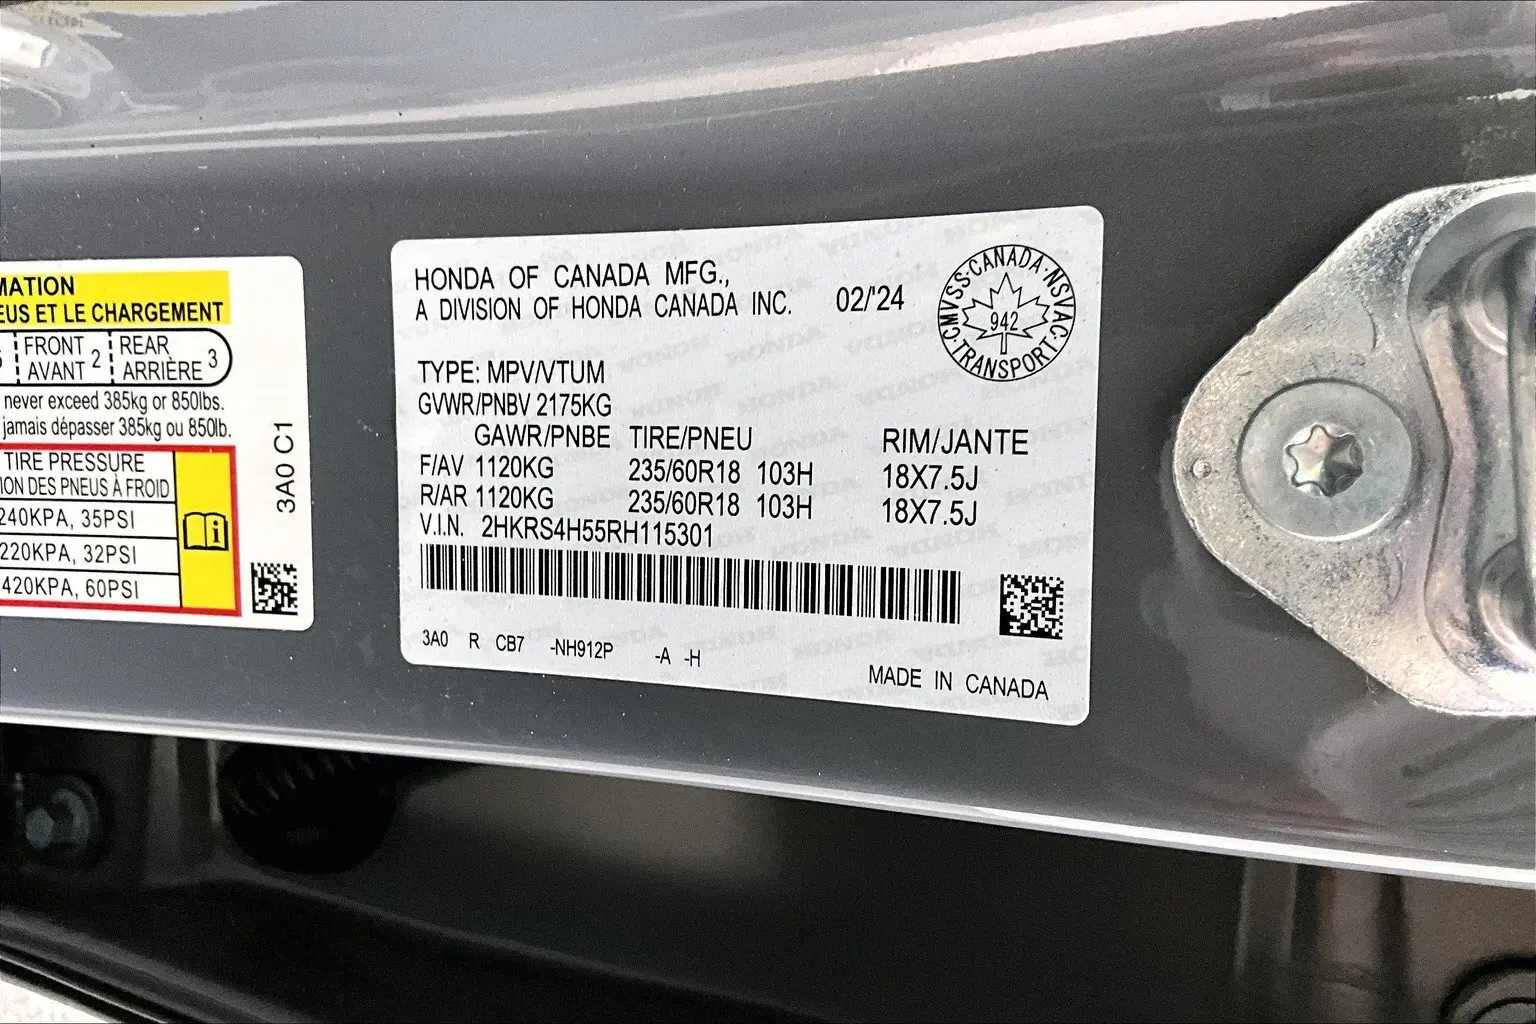 MATION
EUS ET LE CHARGEMENT
FRONT
AVANT 2
REAR
ARRIÈRE 3
never exceed 385kg or 850lbs.
jamais dépasser 385kg ou 850lb.
TIRE PRESSURE
ION DES PNEUS À FROID
240KPA, 35PSI
220KPA, 32PSI
420KPA, 60PSI
3A0 C1
HONDA OF CANADA MFG.,
A DIVISION OF HONDA CANADA INC. 02/'24
CMVSS·CANADA·NSVAC·TRANSPORT·
942
TYPE: MPV/VTUM
GVWR/PNBV 2175KG
GAWR/PNBE TIRE/PNEU RIM/JANTE
F/AV 1120KG 235/60R18 103H 18X7.5J
R/AR 1120KG 235/60R18 103H 18X7.5J
V.I.N. 2HKRS4H55RH115301
3A0 R CB7 -NH912P -A -H
MADE IN CANADA